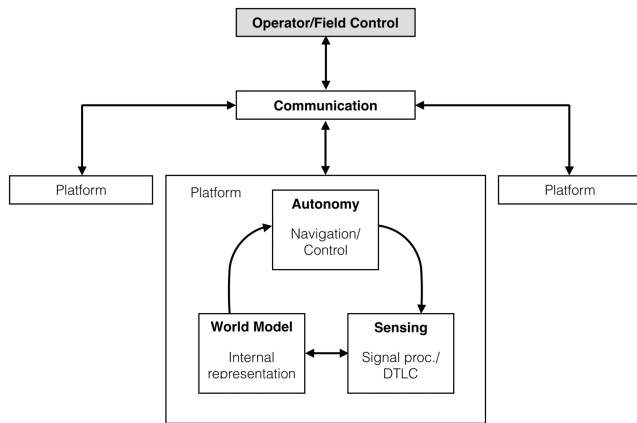 Operator/Field Control
Communication
Platform
Platform
Platform
Autonomy
Navigation/
Control
World Model
Internal
representation
Sensing
Signal proc./
DTLC